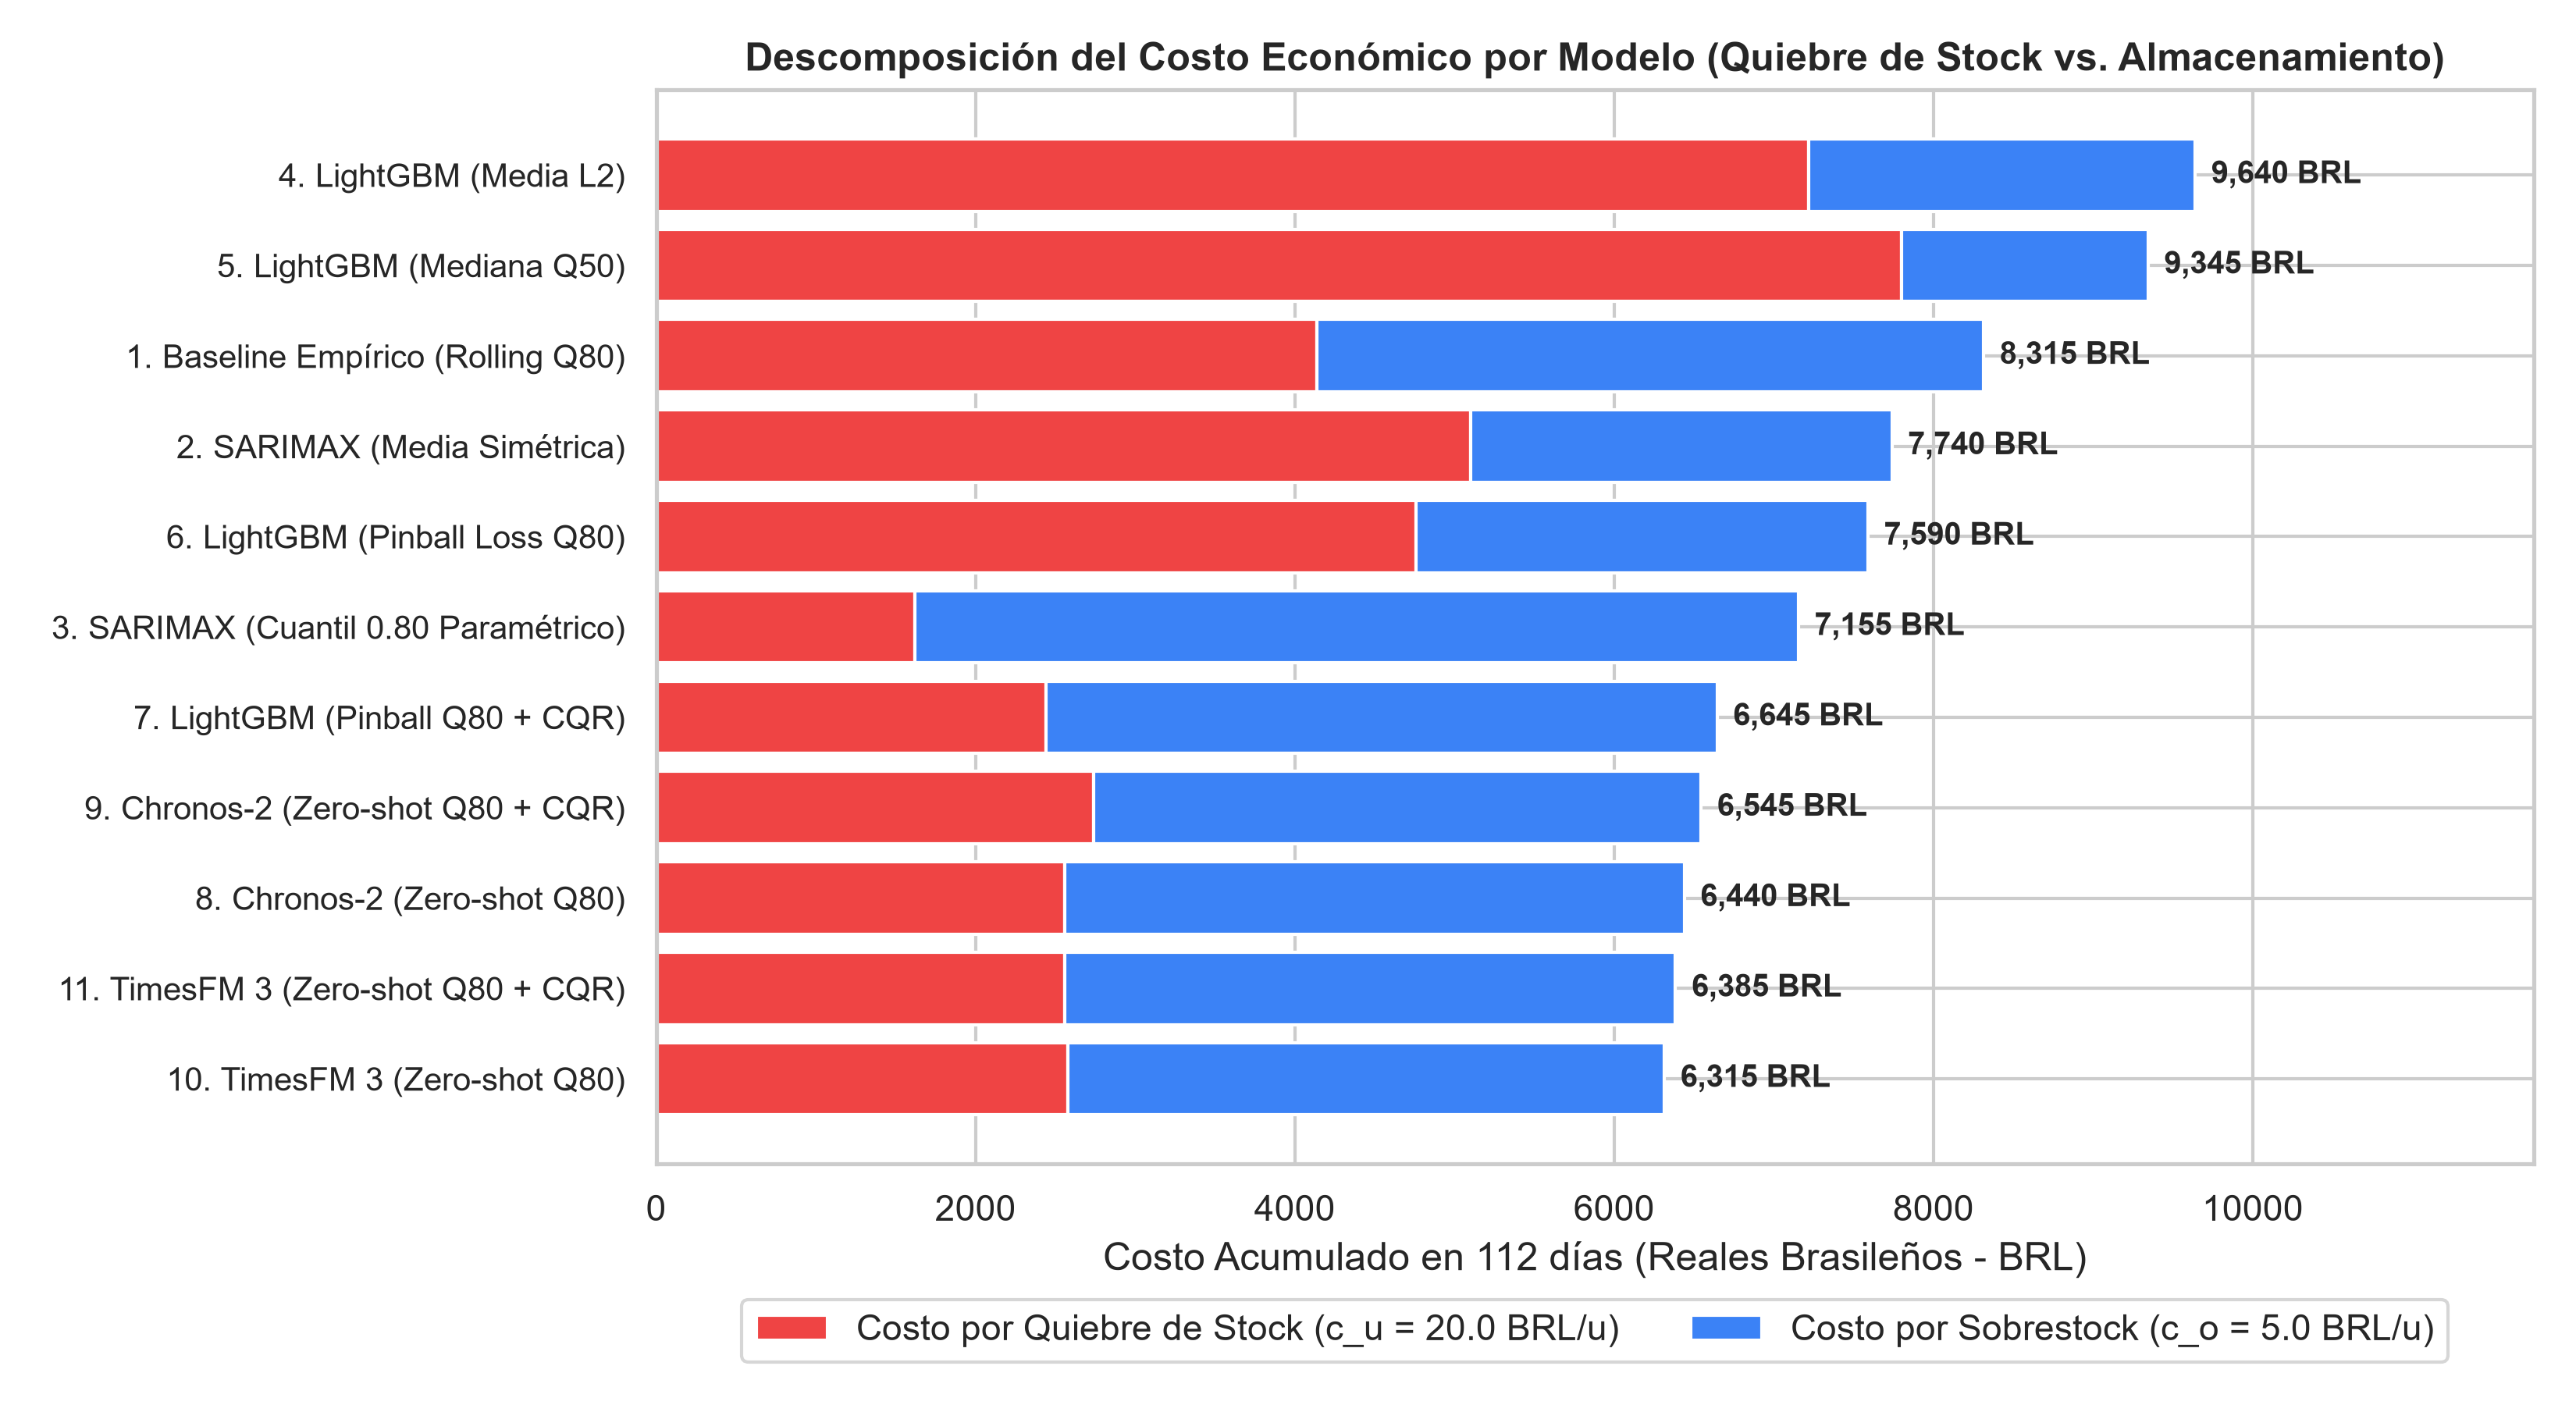 Descomposición del Costo Económico por Modelo (Quiebre de Stock vs. Almacenamiento)
4. LightGBM (Media L2)
9,640 BRL
5. LightGBM (Mediana Q50)
9,345 BRL
1. Baseline Empírico (Rolling Q80)
8,315 BRL
2. SARIMAX (Media Simétrica)
7,740 BRL
6. LightGBM (Pinball Loss Q80)
7,590 BRL
3. SARIMAX (Cuantil 0.80 Paramétrico)
7,155 BRL
7. LightGBM (Pinball Q80 + CQR)
6,645 BRL
9. Chronos-2 (Zero-shot Q80 + CQR)
6,545 BRL
8. Chronos-2 (Zero-shot Q80)
6,440 BRL
11. TimesFM 3 (Zero-shot Q80 + CQR)
6,385 BRL
10. TimesFM 3 (Zero-shot Q80)
6,315 BRL
0 2000 4000 6000 8000 10000
Costo Acumulado en 112 días (Reales Brasileños - BRL)
Costo por Quiebre de Stock (c_u = 20.0 BRL/u)
Costo por Sobrestock (c_o = 5.0 BRL/u)